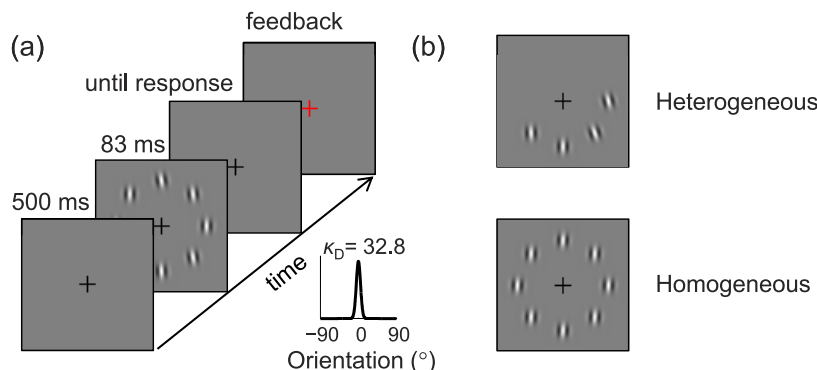 (a)
feedback
until response
83 ms
500 ms
time
κD= 32.8
−90 0 90
Orientation (°)
(b)
Heterogeneous
Homogeneous